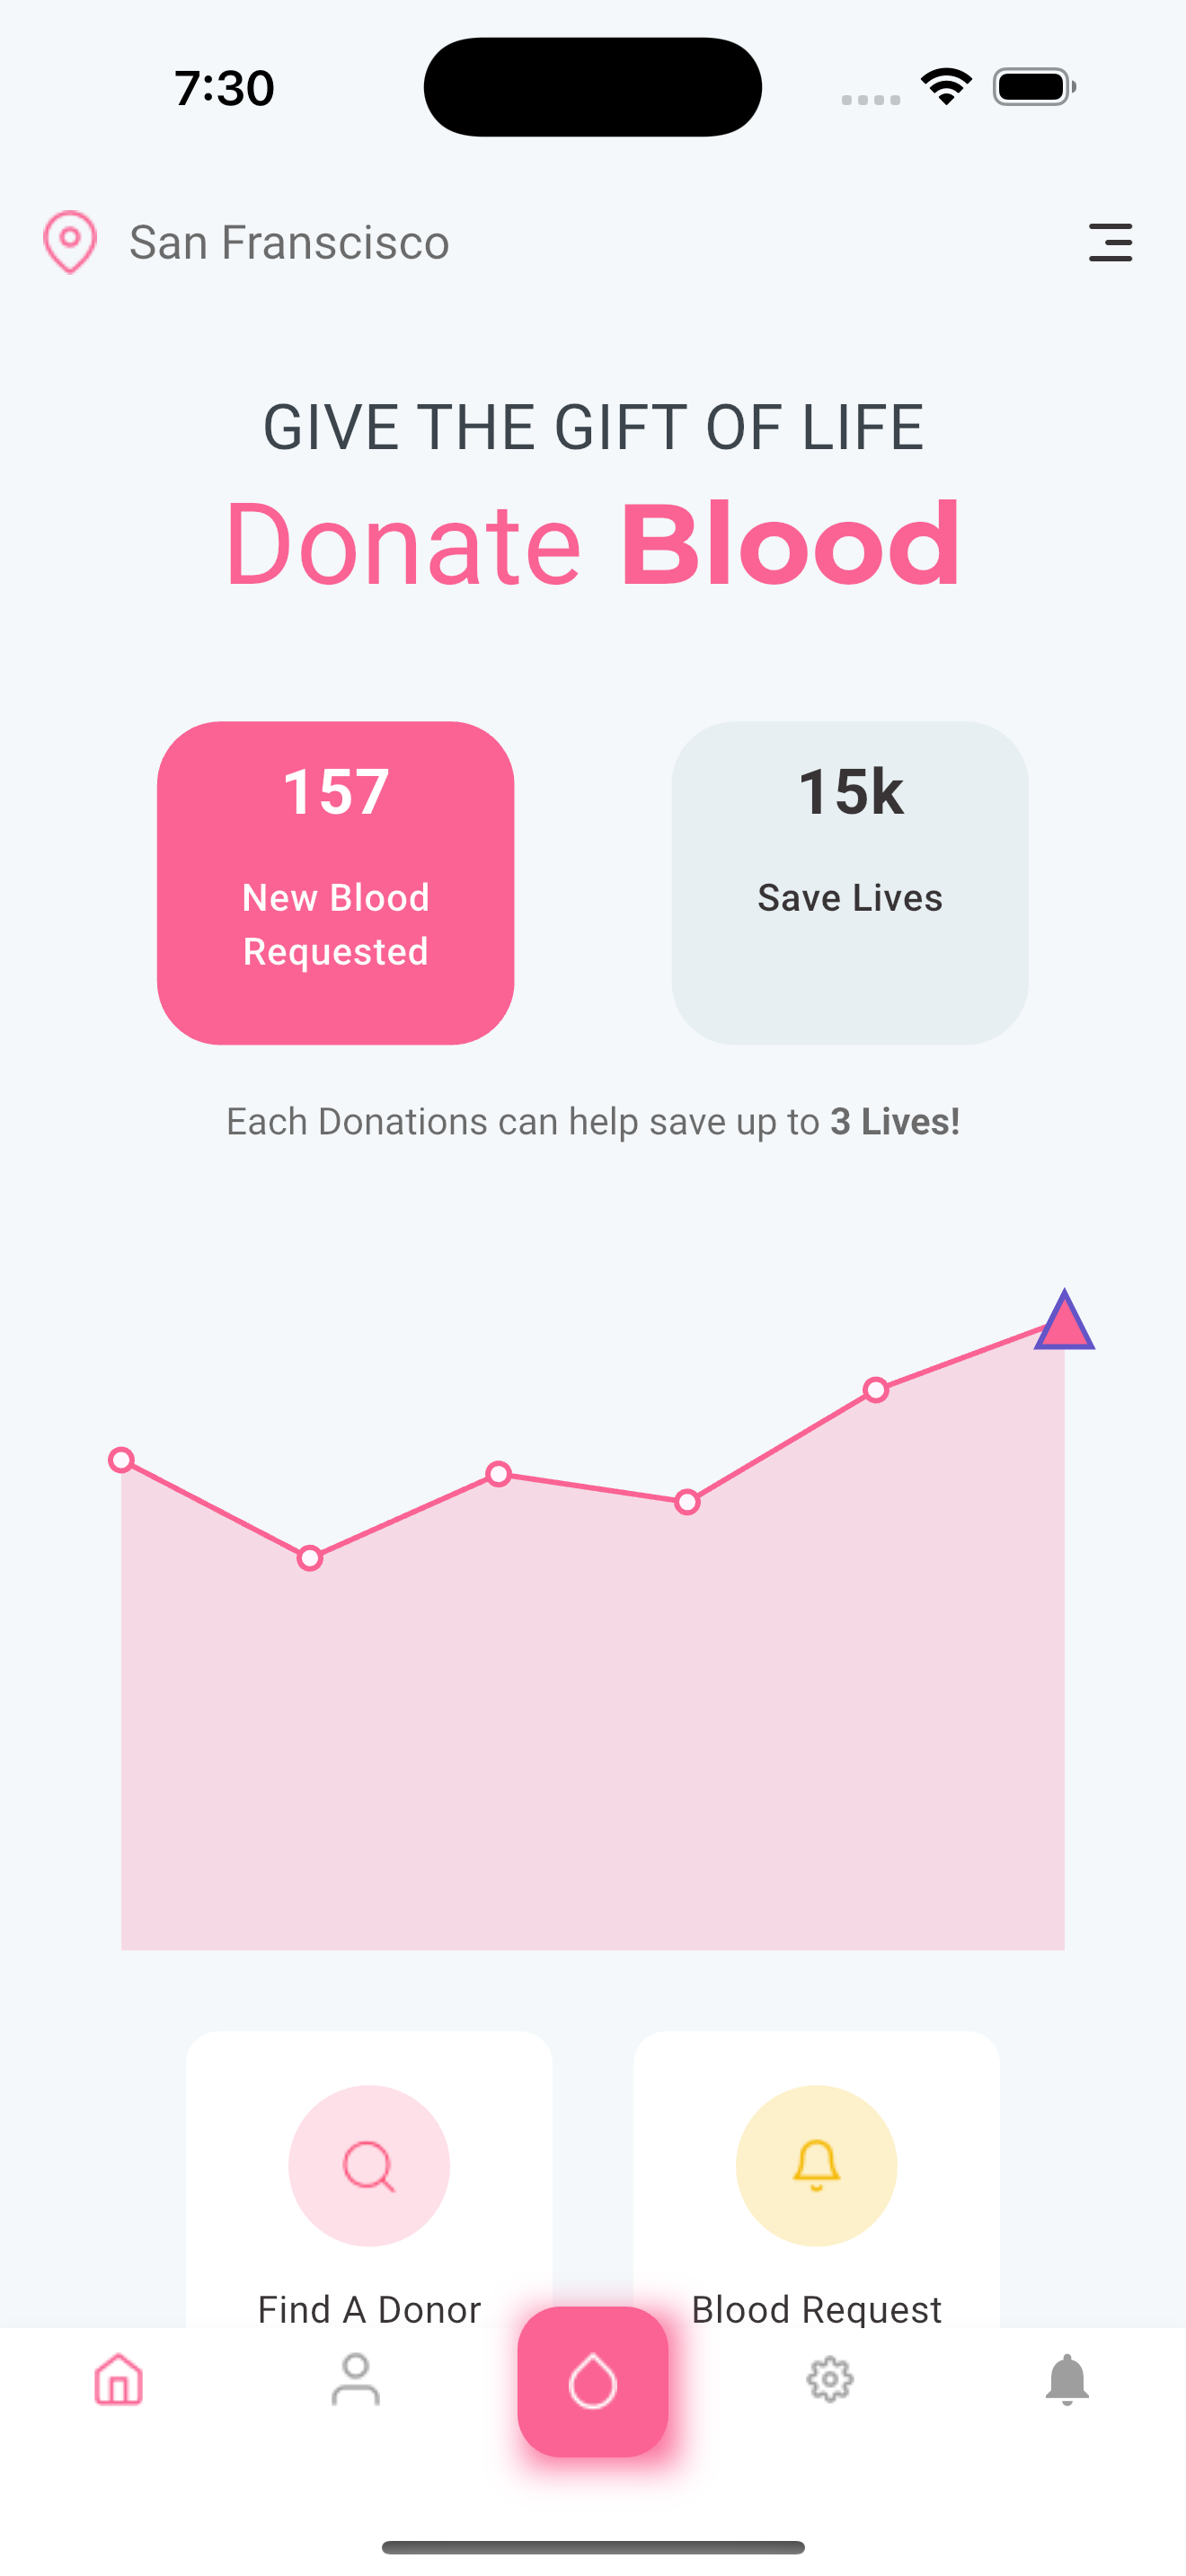 7:30
San Franscisco
GIVE THE GIFT OF LIFE
Donate Blood
157
New Blood
Requested
15k
Save Lives
Each Donations can help save up to 3 Lives!
Find A Donor
Blood Request